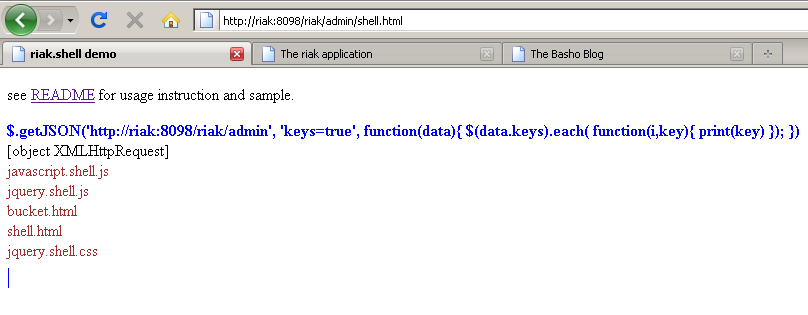 http://riak:8098/riak/admin/shell.html
riak.shell demo The riak application The Basho Blog
see README for usage instruction and sample.
$.getJSON('http://riak:8098/riak/admin', 'keys=true', function(data){ $(data.keys).each( function(i,key){ print(key) }); })
[object XMLHttpRequest]
javascript.shell.js
jquery.shell.js
bucket.html
shell.html
jquery.shell.css